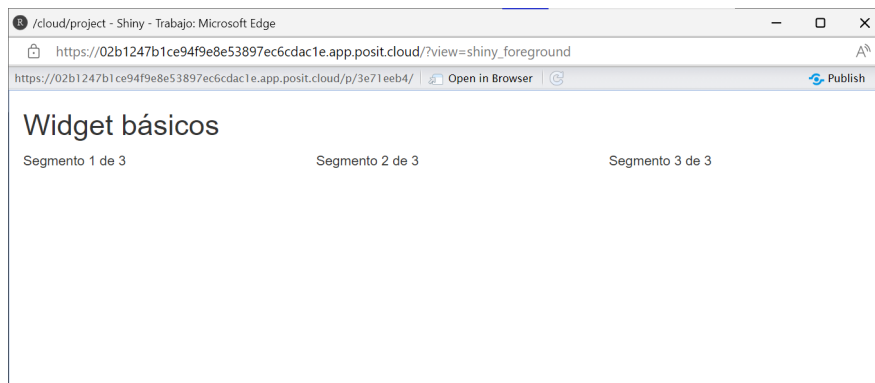 R /cloud/project - Shiny - Trabajo: Microsoft Edge
https://02b1247b1ce94f9e8e53897ec6cdac1e.app.posit.cloud/?view=shiny_foreground A
https://02b1247b1ce94f9e8e53897ec6cdac1e.app.posit.cloud/p/3e71eeb4/ Open in Browser Publish
Widget básicos
Segmento 1 de 3 Segmento 2 de 3 Segmento 3 de 3